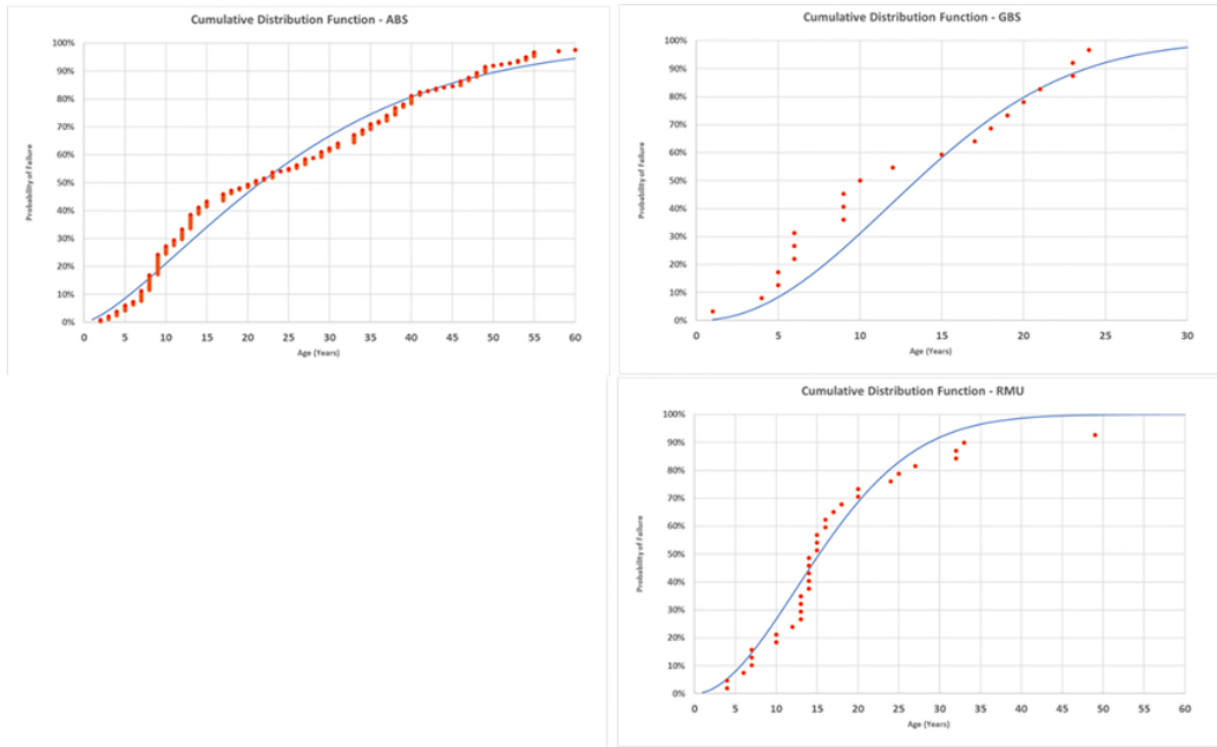 Cumulative Distribution Function - ABS
100%
90%
80%
70%
60%
50%
40%
30%
20%
10%
0%
Probability of Failure
0 5 10 15 20 25 30 35 40 45 50 55 60
Age (Years)
Cumulative Distribution Function - GBS
100%
90%
80%
70%
60%
50%
40%
30%
20%
10%
0%
Probability of Failure
0 5 10 15 20 25 30
Age (Years)
Cumulative Distribution Function - RMU
100%
90%
80%
70%
60%
50%
40%
30%
20%
10%
0%
Probability of Failure
0 5 10 15 20 25 30 35 40 45 50 55 60
Age (Years)